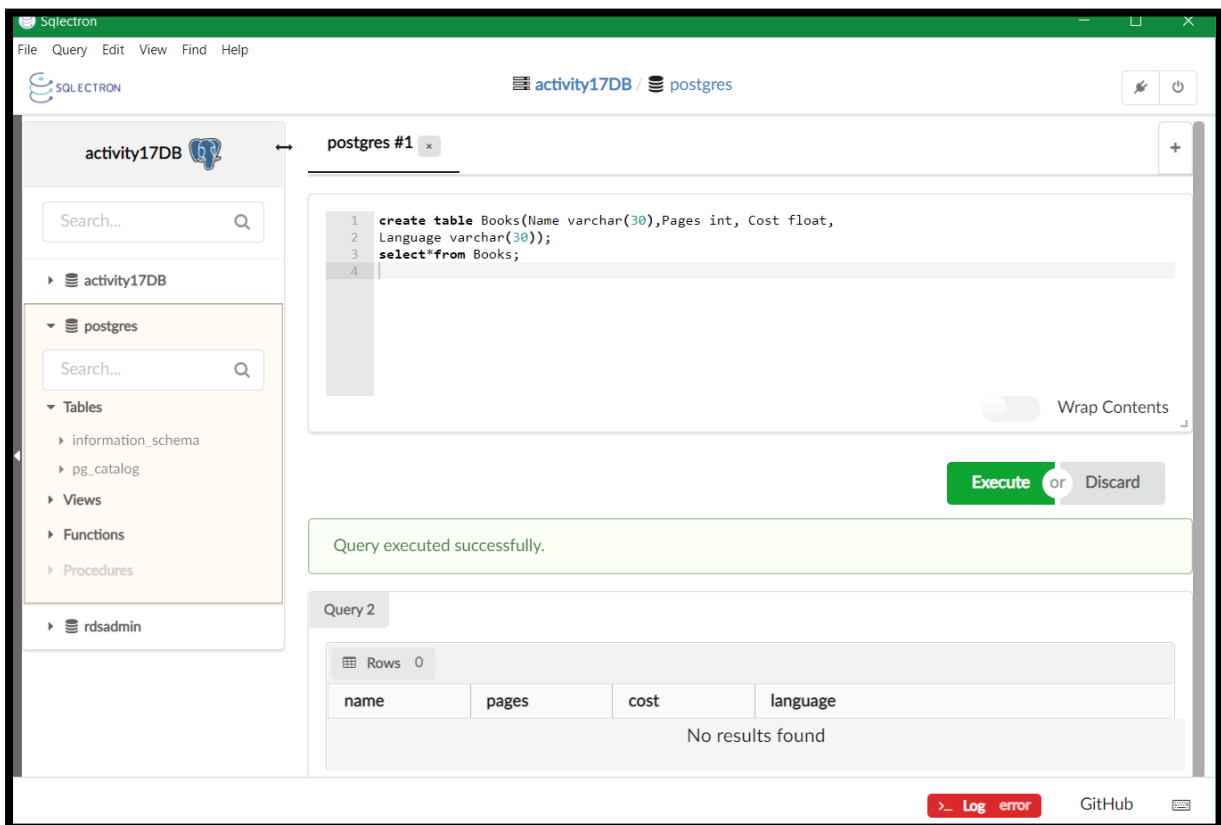 Sqlectron
File Query Edit View Find Help
SQLECTRON
activity17DB / postgres
activity17DB
Search...
activity17DB
postgres
Search...
Tables
information_schema
pg_catalog
Views
Functions
Procedures
rdsadmin
postgres #1 ×
+
1 create table Books(Name varchar(30),Pages int, Cost float,
2 Language varchar(30));
3 select*from Books;
4
Wrap Contents
Execute or Discard
Query executed successfully.
Query 2
Rows 0
name pages cost language
No results found
>_ Log error GitHub